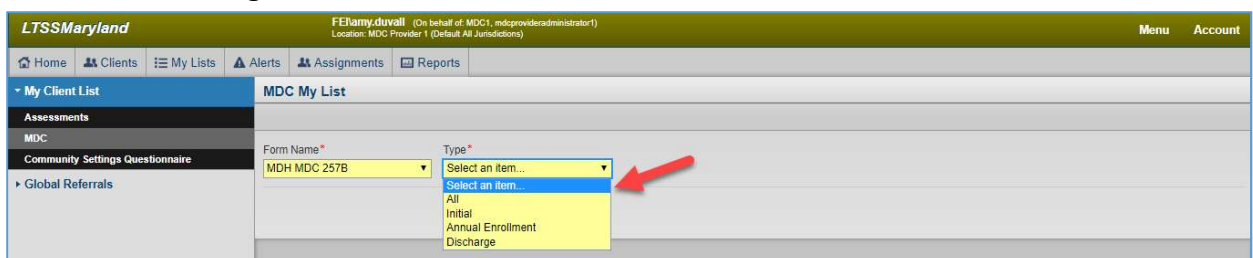 LTSSMaryland
FEI\amy.duvall (On behalf of: MDC1, mdcprovideradministrator1)
Location: MDC Provider 1 (Default All Jurisdictions)
Menu Account
Home Clients My Lists Alerts Assignments Reports
My Client List
MDC My List
Assessments
MDC
Community Settings Questionnaire
Global Referrals
Form Name* Type*
MDH MDC 257B Select an item...
Select an item...
All
Initial
Annual Enrollment
Discharge